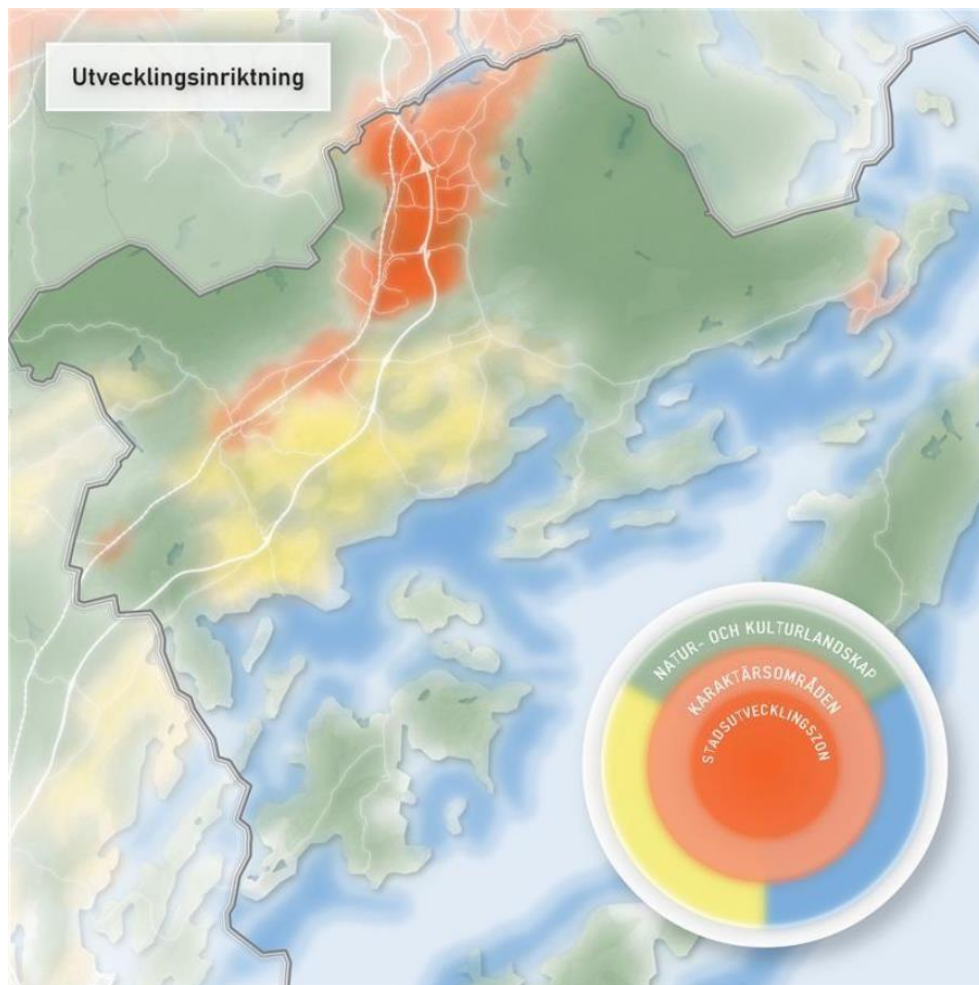 Utvecklingsinriktning
NATUR- OCH KULTURLANDSKAP
KARAKTÄRSOMRÅDEN
STADSUTVECKLINGSZON